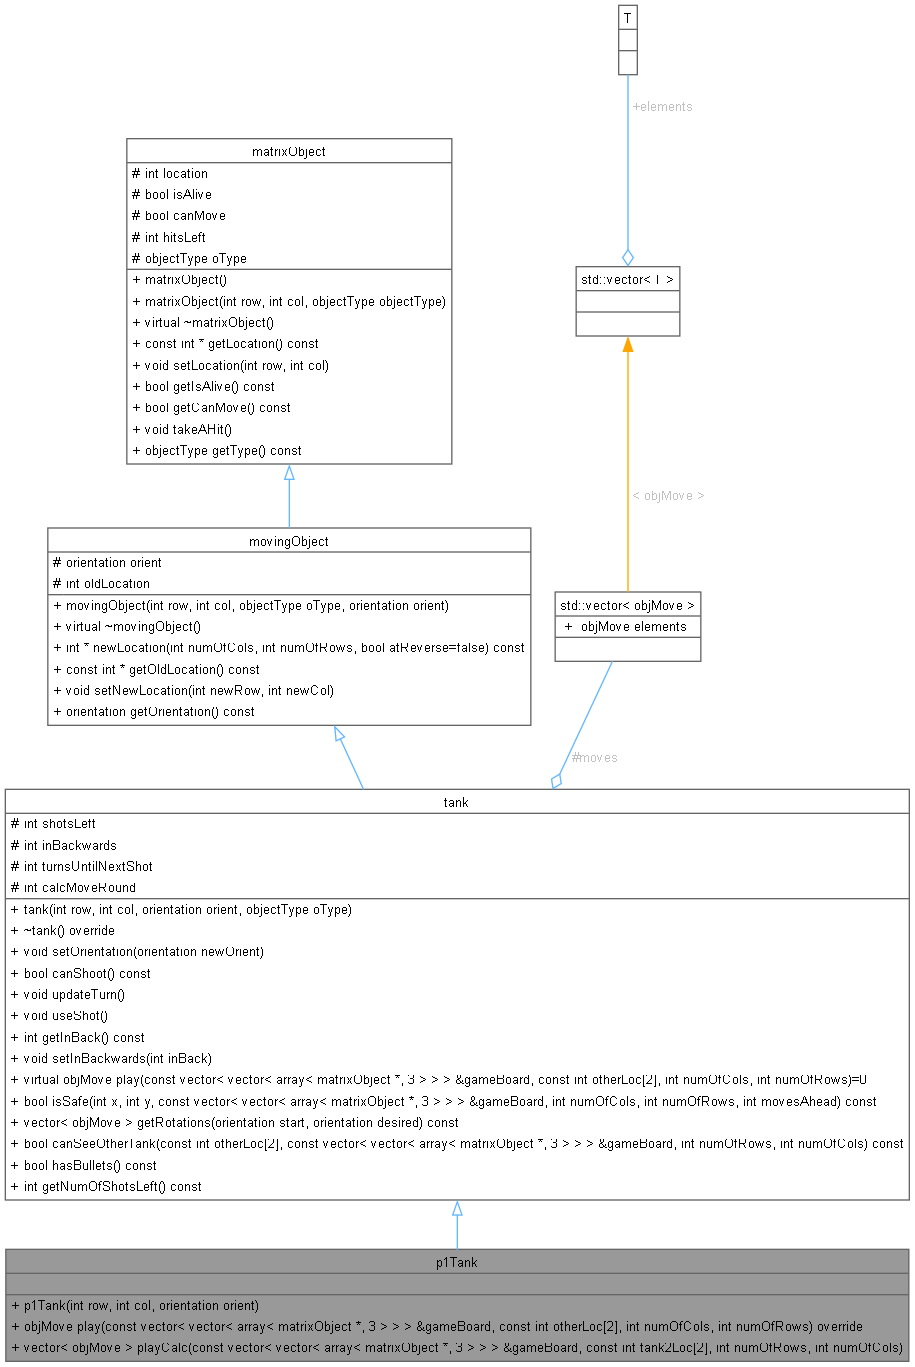 T
+elements
matrixObject
# int location
# bool isAlive
# bool canMove
# int hitsLeft
# objectType oType
+ matrixObject()
+ matrixObject(int row, int col, objectType objectType)
+ virtual ~matrixObject()
+ const int * getLocation() const
+ void setLocation(int row, int col)
+ bool getIsAlive() const
+ bool getCanMove() const
+ void takeAHit()
+ objectType getType() const
std::vector< T >
< objMove >
movingObject
# orientation orient
# int oldLocation
+ movingObject(int row, int col, objectType oType, orientation orient)
+ virtual ~movingObject()
+ int * newLocation(int numOfCols, int numOfRows, bool atReverse=false) const
+ const int * getOldLocation() const
+ void setNewLocation(int newRow, int newCol)
+ orientation getOrientation() const
std::vector< objMove >
+ objMove elements
#moves
tank
# int shotsLeft
# int inBackwards
# int turnsUntilNextShot
# int calcMoveRound
+ tank(int row, int col, orientation orient, objectType oType)
+ ~tank() override
+ void setOrientation(orientation newOrient)
+ bool canShoot() const
+ void updateTurn()
+ void useShot()
+ int getInBack() const
+ void setInBackwards(int inBack)
+ virtual objMove play(const vector< vector< array< matrixObject *, 3 > > > &gameBoard, const int otherLoc[2], int numOfCols, int numOfRows)=0
+ bool isSafe(int x, int y, const vector< vector< array< matrixObject *, 3 > > > &gameBoard, int numOfCols, int numOfRows, int movesAhead) const
+ vector< objMove > getRotations(orientation start, orientation desired) const
+ bool canSeeOtherTank(const int otherLoc[2], const vector< vector< array< matrixObject *, 3 > > > &gameBoard, int numOfRows, int numOfCols) const
+ bool hasBullets() const
+ int getNumOfShotsLeft() const
p1Tank
+ p1Tank(int row, int col, orientation orient)
+ objMove play(const vector< vector< array< matrixObject *, 3 > > > &gameBoard, const int otherLoc[2], int numOfCols, int numOfRows) override
+ vector< objMove > playCalc(const vector< vector< array< matrixObject *, 3 > > > &gameBoard, const int tank2Loc[2], int numOfRows, int numOfCols)